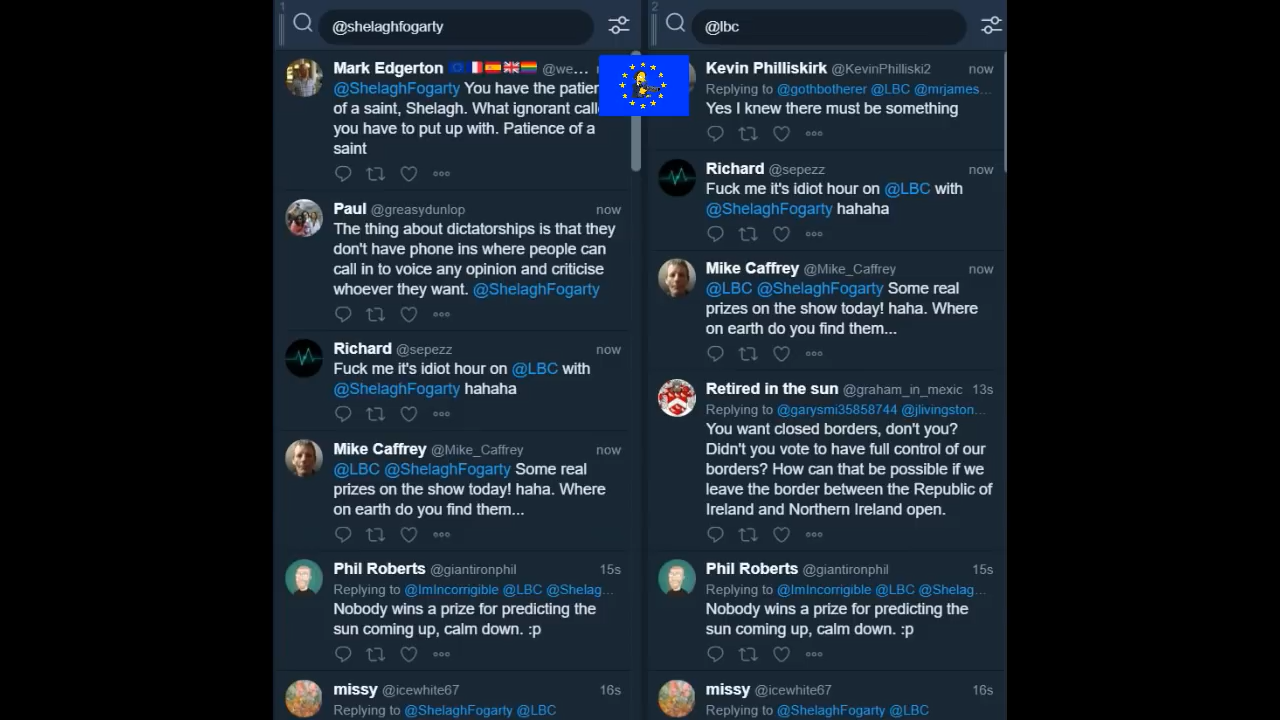 1
@shelaghfogarty
Mark Edgerton @we...
@ShelaghFogarty You have the
of a saint, Shelagh. What ignorant
you have to put up with. Patience of a
saint
Paul @greasydunlop now
The thing about dictatorships is that they
don't have phone ins where people can
call in to voice any opinion and criticise
whoever they want. @ShelaghFogarty
Richard @sepezz now
Fuck me it's idiot hour on @LBC with
@ShelaghFogarty hahaha
Mike Caffrey @Mike_Caffrey now
@LBC @ShelaghFogarty Some real
prizes on the show today! haha. Where
on earth do you find them...
Phil Roberts @giantironphil 15s
Replying to @ImIncorrigible @LBC @Shelag...
Nobody wins a prize for predicting the
sun coming up, calm down. :p
missy @icewhite67 16s
Replying to @ShelaghFogarty @LBC
2
@lbc
Kevin Philliskirk @KevinPhilliski2 now
Replying to @gothbotherer @LBC @mrjames...
Yes I knew there must be something
Richard @sepezz now
Fuck me it's idiot hour on @LBC with
@ShelaghFogarty hahaha
Mike Caffrey @Mike_Caffrey now
@LBC @ShelaghFogarty Some real
prizes on the show today! haha. Where
on earth do you find them...
Retired in the sun @graham_in_mexic 13s
Replying to @garysmi35858744 @jlivingston...
You want closed borders, don't you?
Didn't you vote to have full control of our
borders? How can that be possible if we
leave the border between the Republic of
Ireland and Northern Ireland open.
Phil Roberts @giantironphil 15s
Replying to @ImIncorrigible @LBC @Shelag...
Nobody wins a prize for predicting the
sun coming up, calm down. :p
missy @icewhite67 16s
Replying to @ShelaghFogarty @LBC